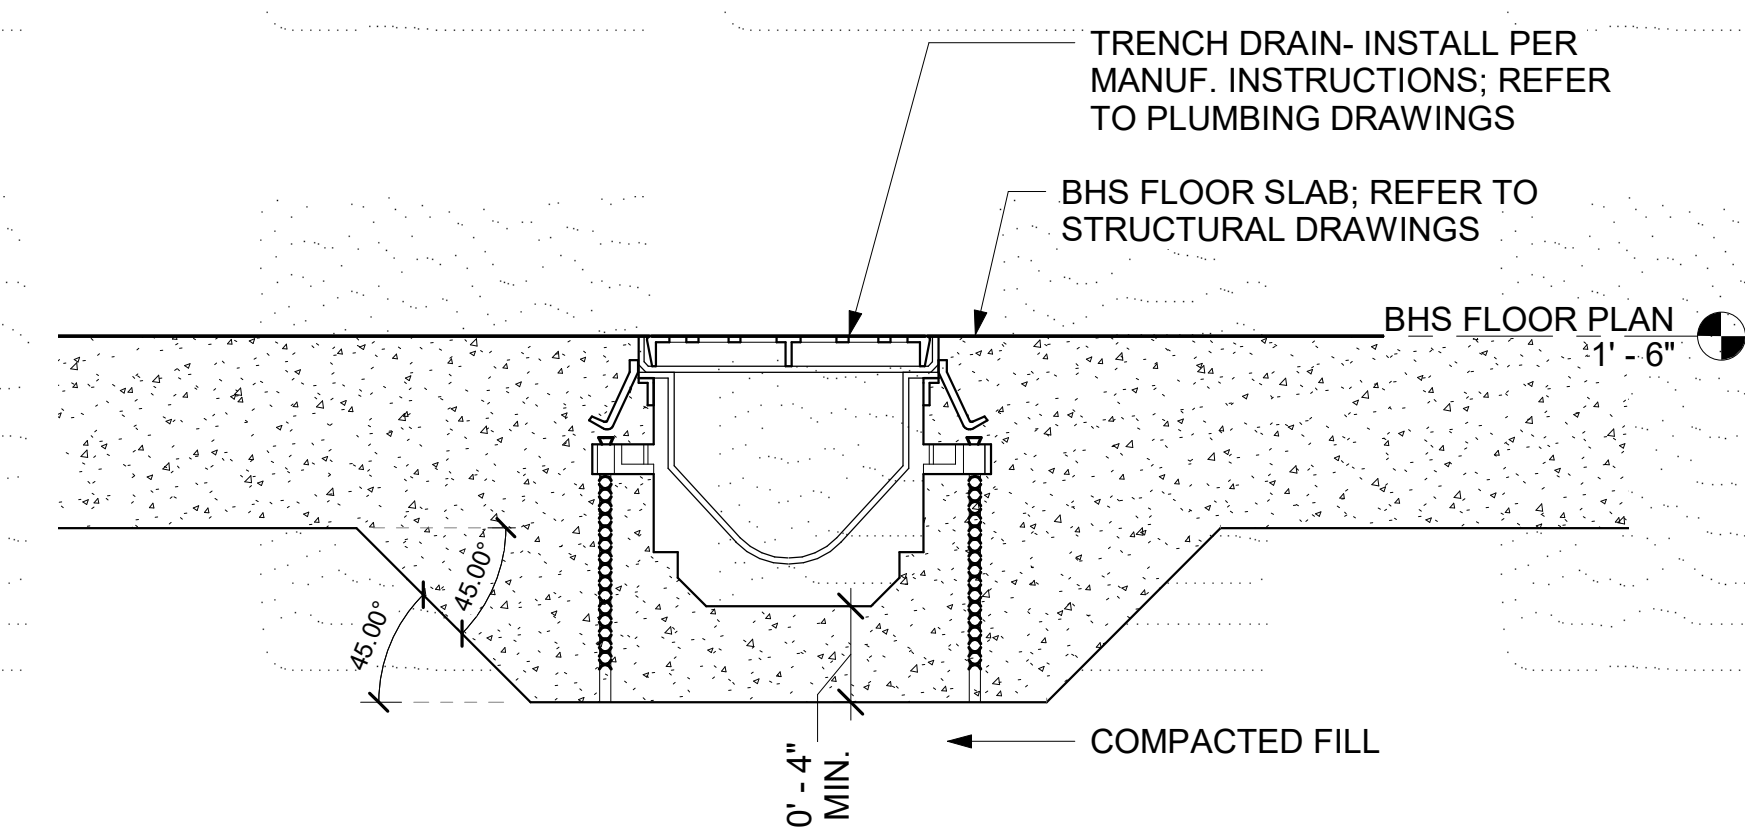 TRENCH DRAIN- INSTALL PER
MANUF. INSTRUCTIONS; REFER
TO PLUMBING DRAWINGS
BHS FLOOR SLAB; REFER TO
STRUCTURAL DRAWINGS
BHS FLOOR PLAN
1' - 6"
45.00°
45.00°
0' - 4"
MIN.
COMPACTED FILL